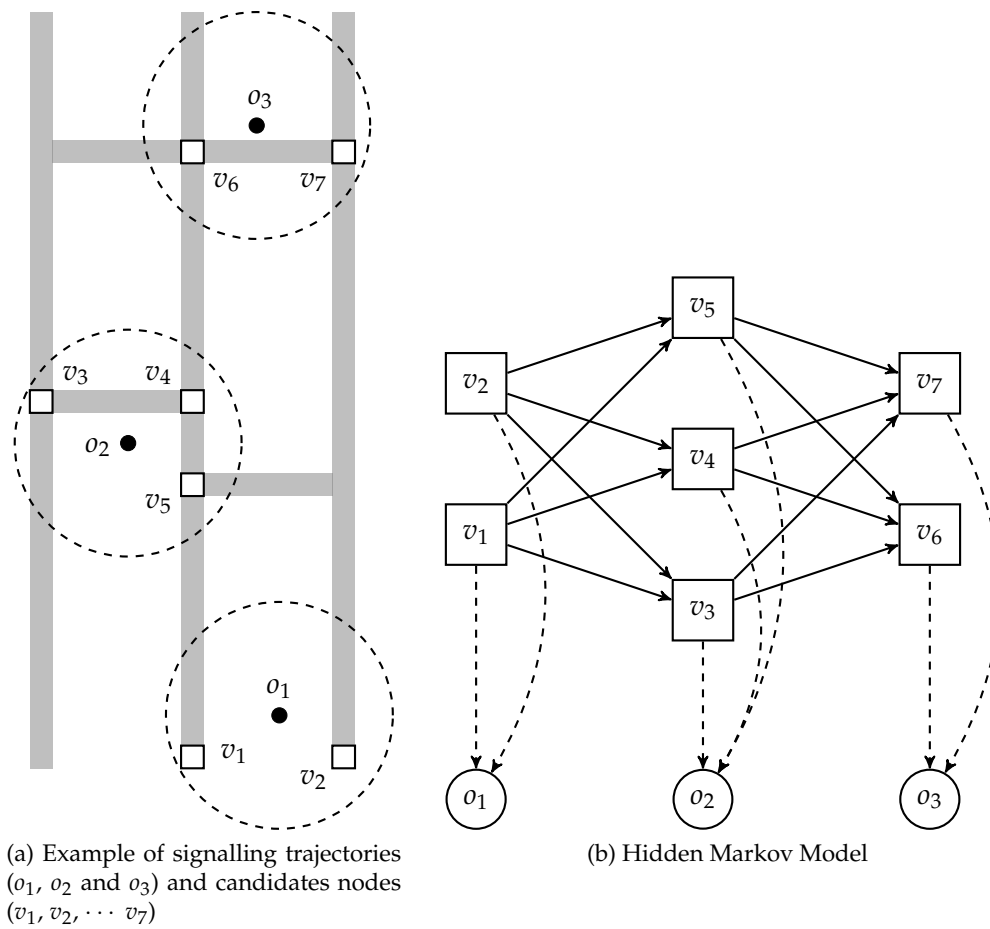 o3
v6
v7
v3
v4
o2
v5
o1
v1
v2
(a) Example of signalling trajectories
(o1, o2 and o3) and candidates nodes
(v1, v2, ··· v7)
v5
v2
v7
v4
v1
v6
v3
o1
o2
o3
(b) Hidden Markov Model